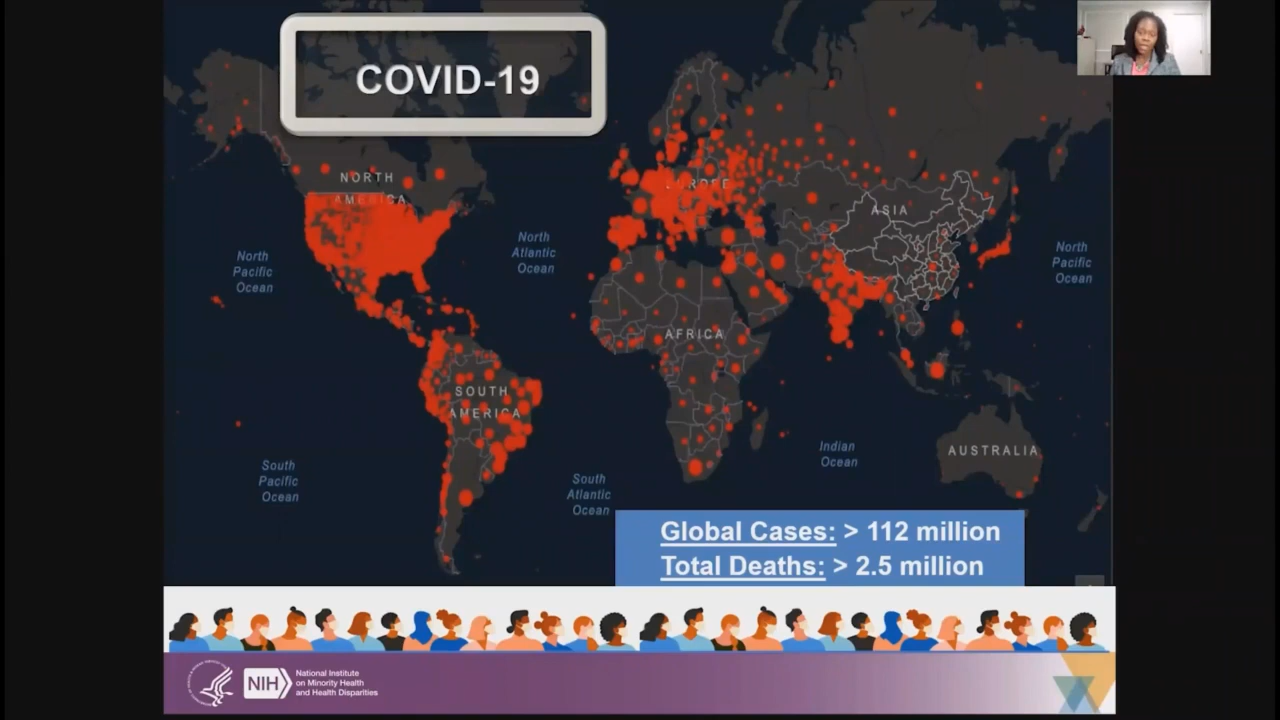 COVID-19
NORTH
AMERICA
EUROPE
ASIA
North
Pacific
Ocean
North
Atlantic
Ocean
North
Pacific
Ocean
AFRICA
SOUTH
AMERICA
AUSTRALIA
Indian
Ocean
South
Pacific
Ocean
South
Atlantic
Ocean
Global Cases: > 112 million
Total Deaths: > 2.5 million
NIH
National Institute
on Minority Health
and Health Disparities